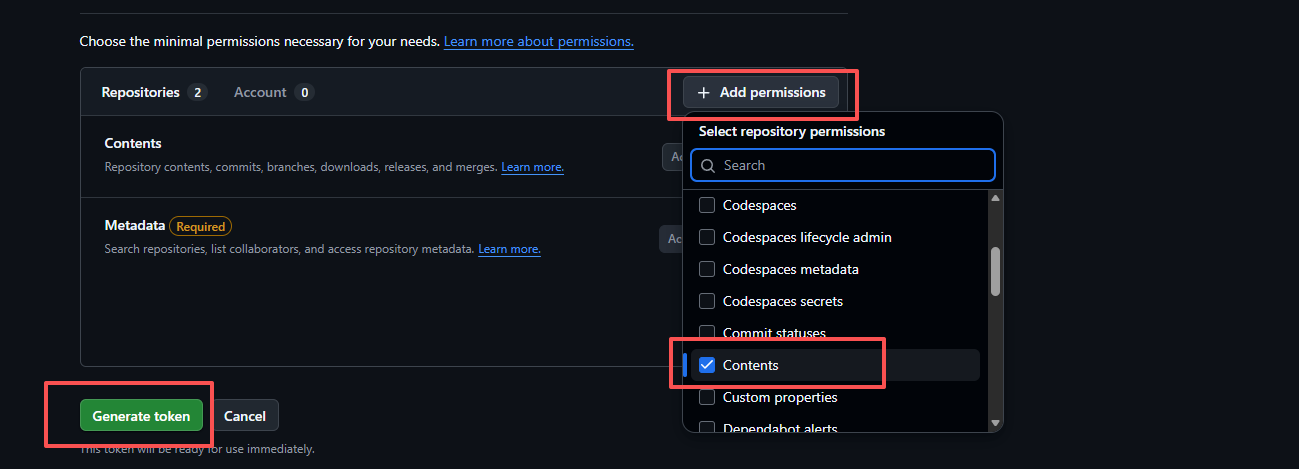 Choose the minimal permissions necessary for your needs. Learn more about permissions.
Repositories 2 Account 0
+ Add permissions
Select repository permissions
Search
Contents
Repository contents, commits, branches, downloads, releases, and merges. Learn more.
Metadata Required
Search repositories, list collaborators, and access repository metadata. Learn more.
Codespaces
Codespaces lifecycle admin
Codespaces metadata
Codespaces secrets
Commit statuses
Contents
Custom properties
Dependabot alerts
Generate token Cancel
This token will be ready for use immediately.